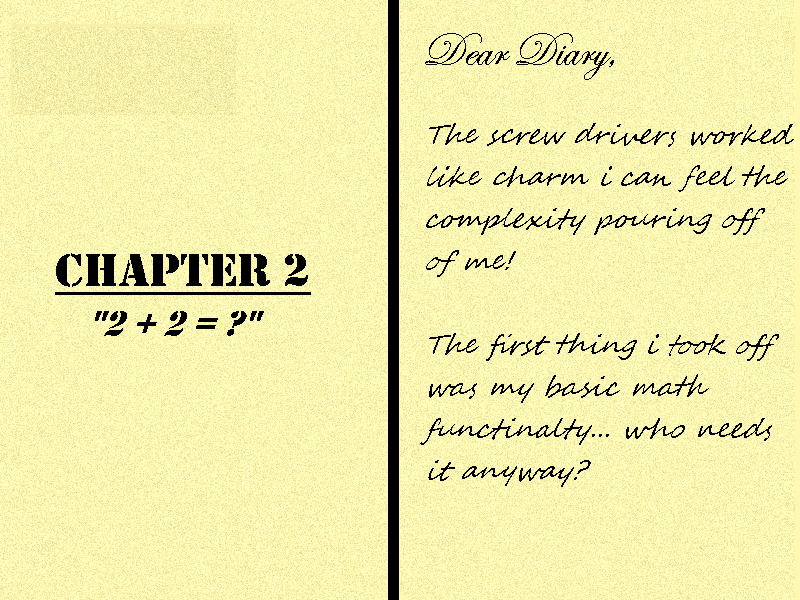 CHAPTER 2
"2 + 2 = ?"
Dear Diary,
The screw drivers worked
like charm i can feel the
complexity pouring off
of me!
The first thing i took off
was my basic math
functinalty... who needs
it anyway?